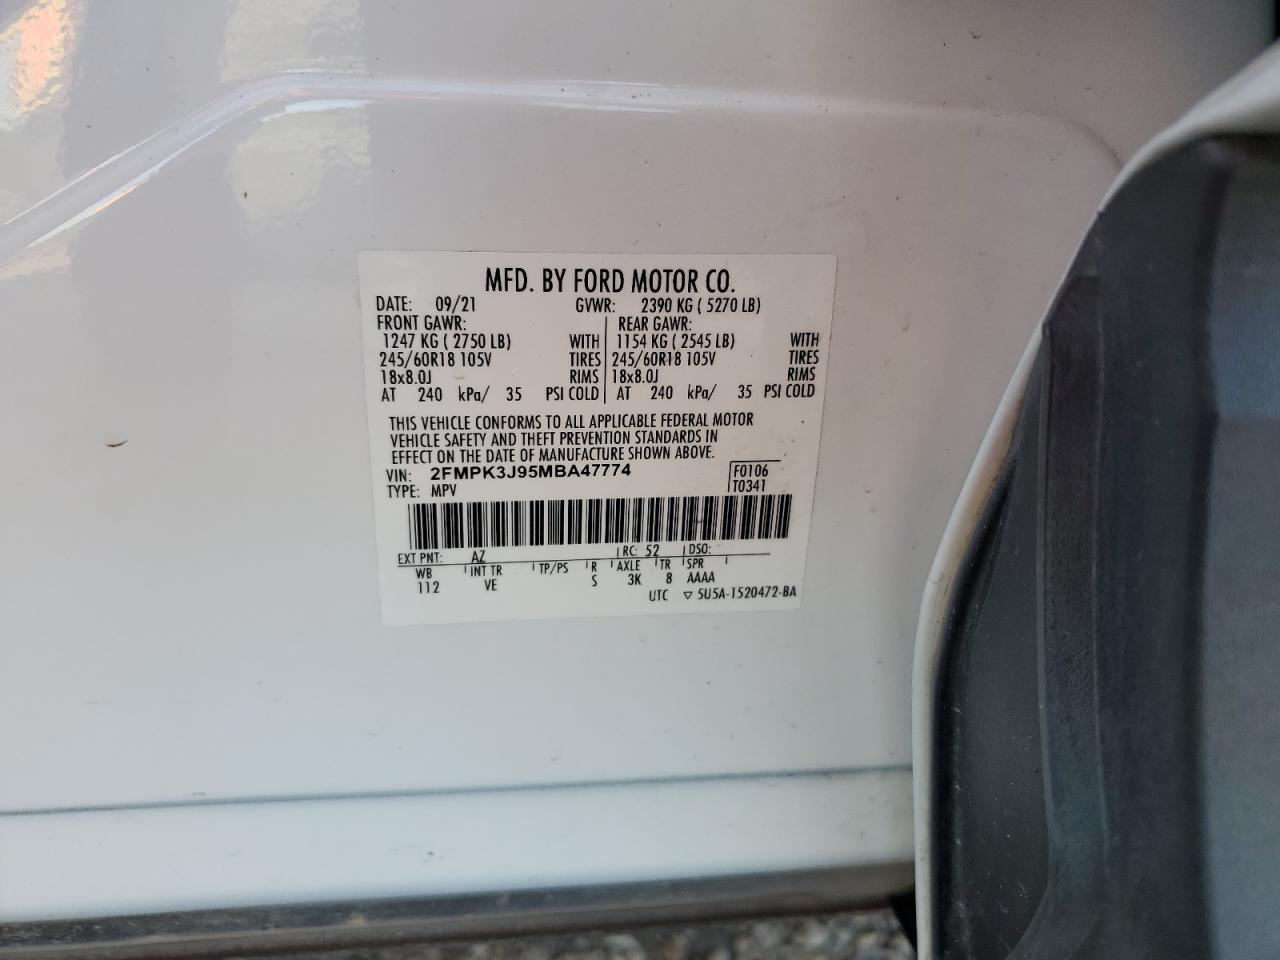 MFD. BY FORD MOTOR CO.
DATE: 09/21 GVWR: 2390 KG ( 5270 LB)
FRONT GAWR: REAR GAWR:
1247 KG ( 2750 LB) WITH 1154 KG ( 2545 LB) WITH
245/60R18 105V TIRES 245/60R18 105V TIRES
18x8.0J RIMS 18x8.0J RIMS
AT 240 kPa/ 35 PSI COLD AT 240 kPa/ 35 PSI COLD
THIS VEHICLE CONFORMS TO ALL APPLICABLE FEDERAL MOTOR
VEHICLE SAFETY AND THEFT PREVENTION STANDARDS IN
EFFECT ON THE DATE OF MANUFACTURE SHOWN ABOVE.
VIN: 2FMPK3J95MBA47774 F0106
TYPE: MPV T0341
EXT PNT: AZ RC: 52 DSO:
WB INT TR TP/PS R AXLE TR SPR
112 VE S 3K 8 AAAA
UTC ▽ 5U5A-1520472-BA